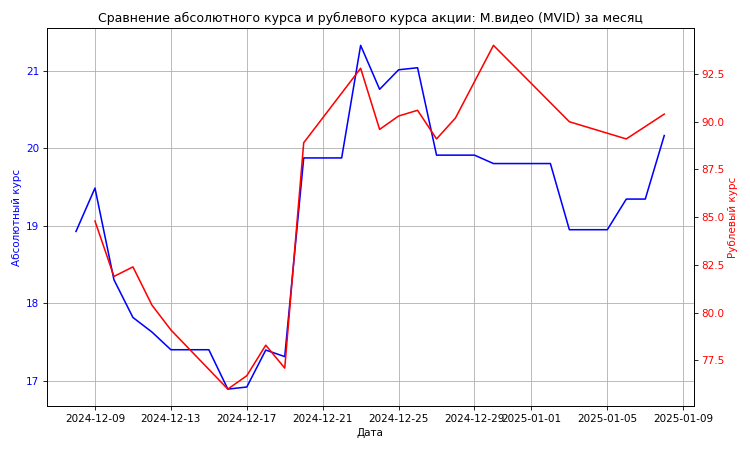 Сравнение абсолютного курса и рублевого курса акции: М.видео (MVID) за месяц
Абсолютный курс
21
20
19
18
17
92.5
90.0
87.5
85.0
82.5
80.0
77.5
Рублевый курс
2024-12-09 2024-12-13 2024-12-17 2024-12-21 2024-12-25 2024-12-29 2025-01-01 2025-01-05 2025-01-09
Дата